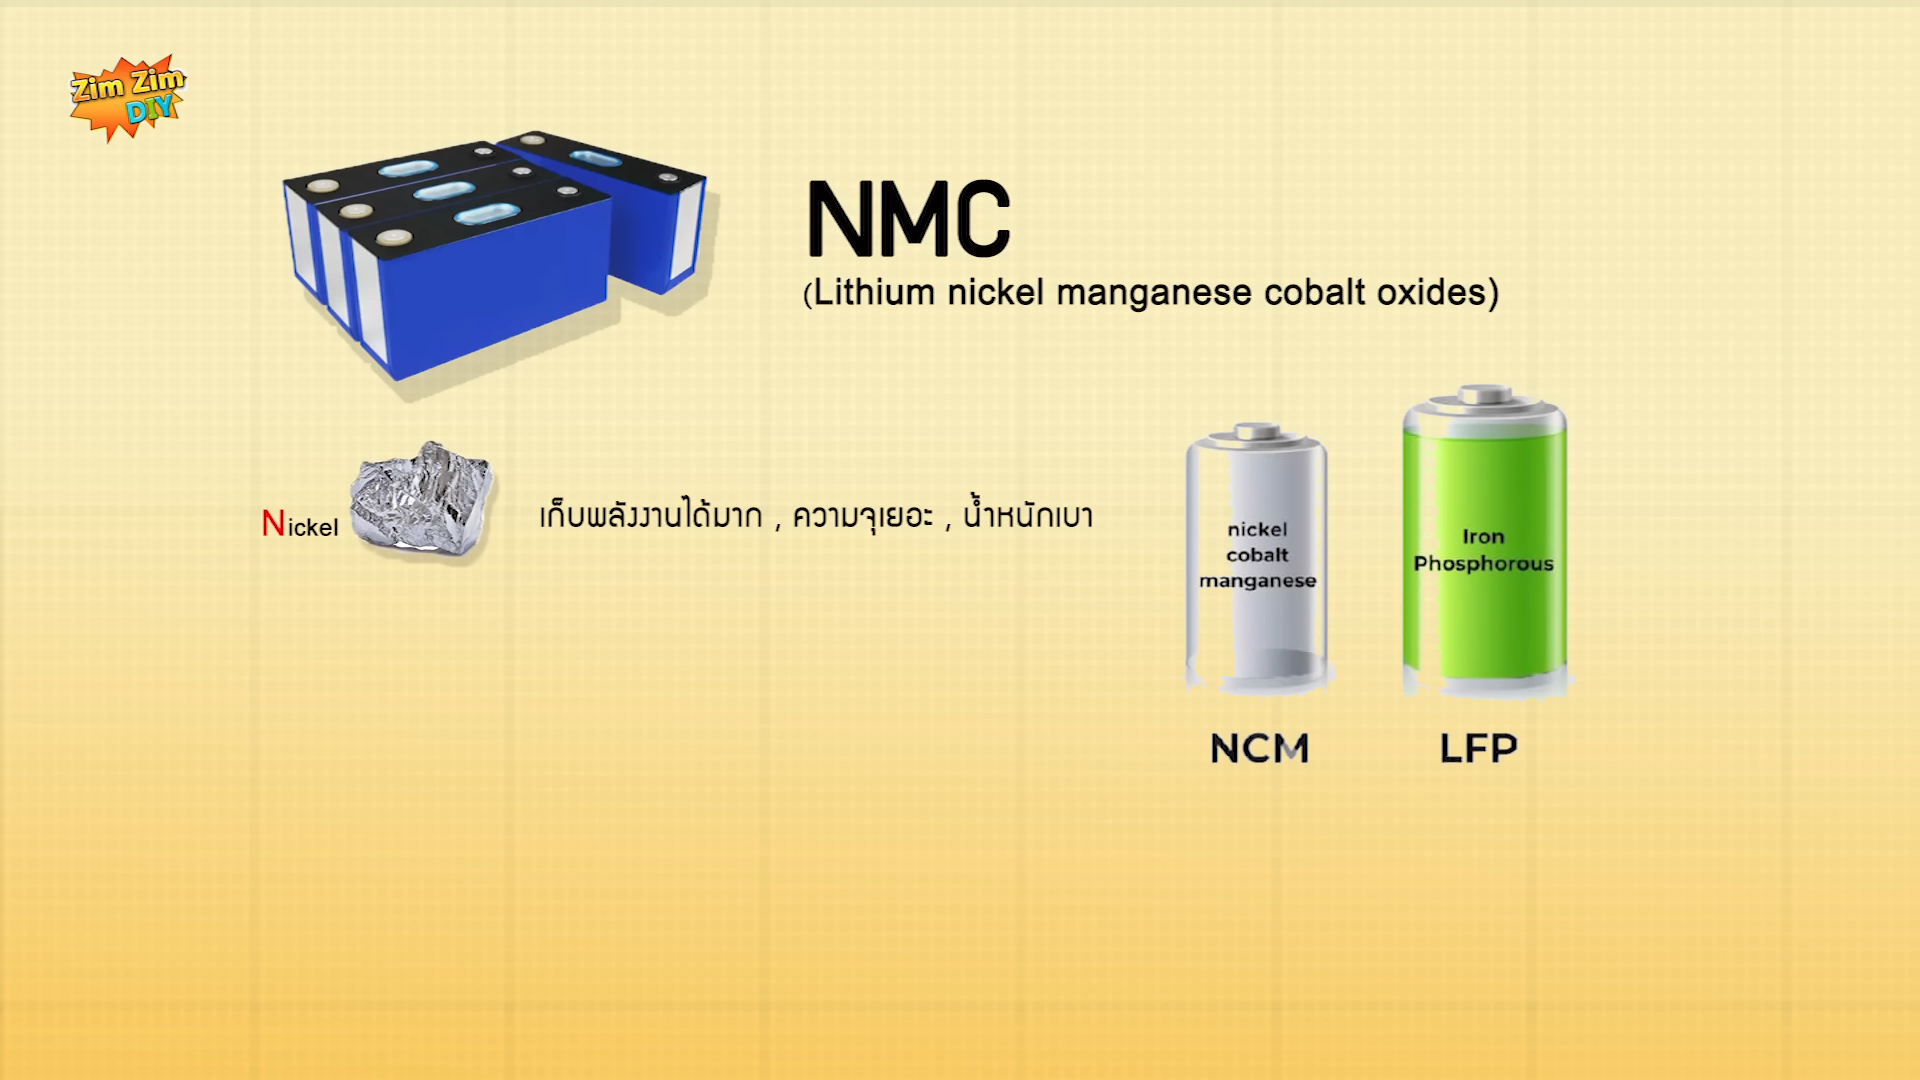 Zim Zim
DIY
NMC
(Lithium nickel manganese cobalt oxides)
Nickel
เก็บพลังงานได้มาก , ความจุเยอะ , น้ำหนักเบา
nickel
cobalt
manganese
Iron
Phosphorous
NCM
LFP